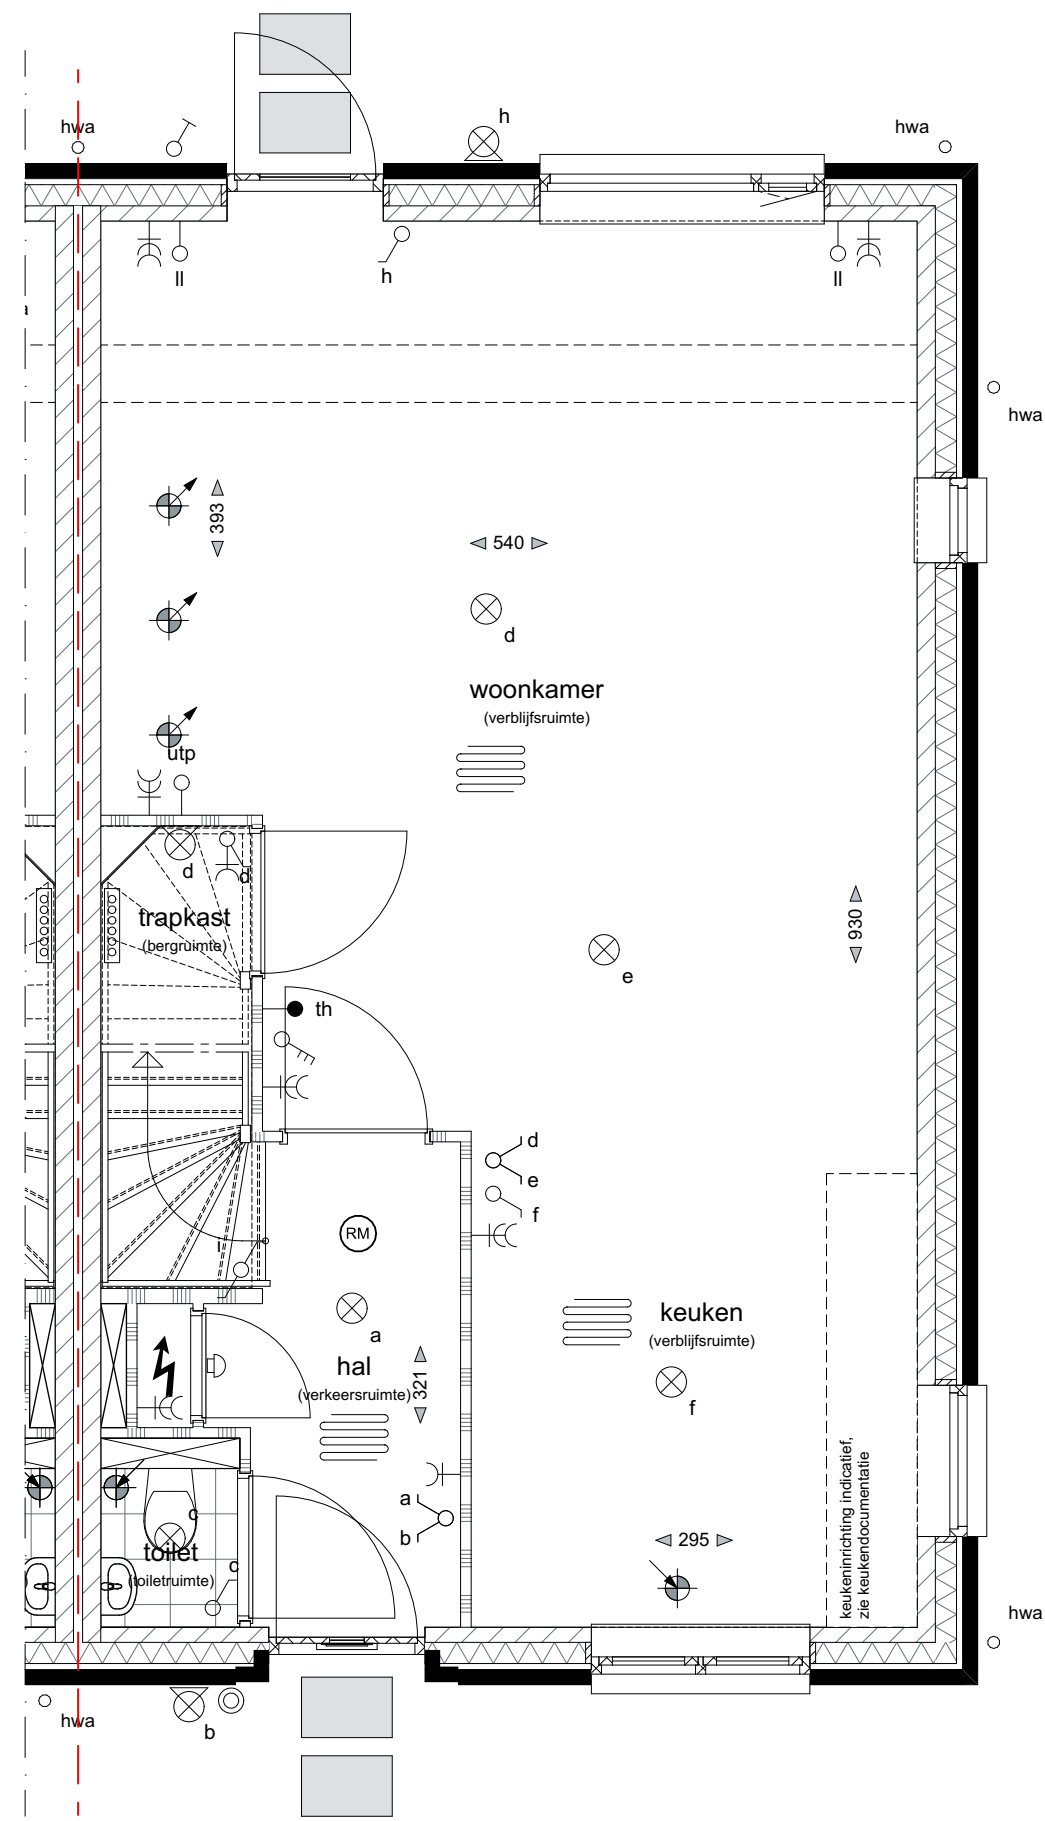 h
hwa
hwa
ll
h
ll
hwa
393
540
d
woonkamer
(verblijfsruimte)
utp
d
d
trapkast
(bergruimte)
930
e
th
d
e
f
RM
l
a
keuken
(verblijfsruimte)
hal
(verkeersruimte)
321
f
keukeninrichting indicatief,
zie keukendocumentatie
a
b
c
295
toilet
(toiletruimte)
c
hwa
hwa
b